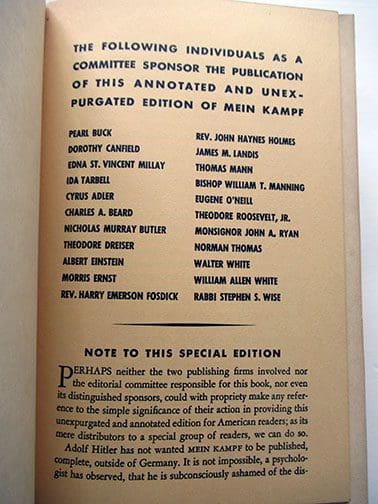 THE FOLLOWING INDIVIDUALS AS A
COMMITTEE SPONSOR THE PUBLICATION
OF THIS ANNOTATED AND UNEX-
PURGATED EDITION OF MEIN KAMPF
PEARL BUCK
DOROTHY CANFIELD
EDNA ST. VINCENT MILLAY
IDA TARBELL
CYRUS ADLER
CHARLES A. BEARD
NICHOLAS MURRAY BUTLER
THEODORE DREISER
ALBERT EINSTEIN
MORRIS ERNST
REV. HARRY EMERSON FOSDICK
REV. JOHN HAYNES HOLMES
JAMES M. LANDIS
THOMAS MANN
BISHOP WILLIAM T. MANNING
EUGENE O'NEILL
THEODORE ROOSEVELT, JR.
MONSIGNOR JOHN A. RYAN
NORMAN THOMAS
WALTER WHITE
WILLIAM ALLEN WHITE
RABBI STEPHEN S. WISE
NOTE TO THIS SPECIAL EDITION
PERHAPS neither the two publishing firms involved nor
the editorial committee responsible for this book, nor even
its distinguished sponsors, could with propriety make any refer-
ence to the simple significance of their action in providing this
unexpurgated and annotated edition for American readers; as its
mere distributors to a special group of readers, we can do so.
Adolf Hitler has not wanted MEIN KAMPF to be published,
complete, outside of Germany. It is not impossible, a psycholo-
gist has observed, that he is subconsciously ashamed of the dis-